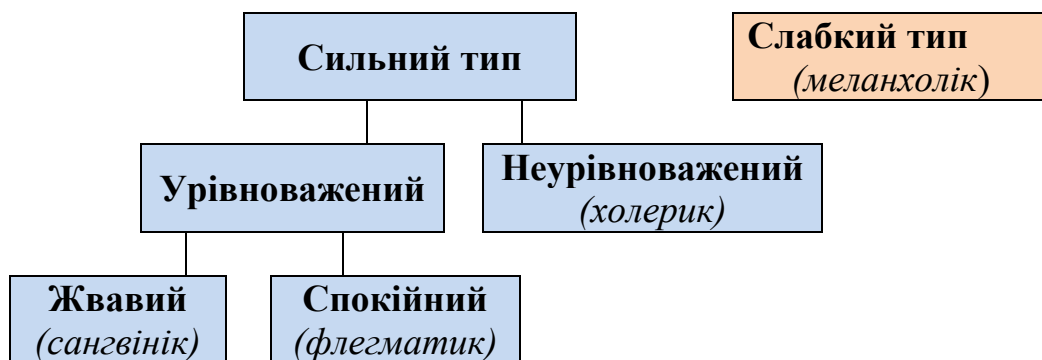 Сильний тип
Слабкий тип
(меланхолік)
Урівноважений
Неурівноважений
(холерик)
Жвавий
(сангвінік)
Спокійний
(флегматик)